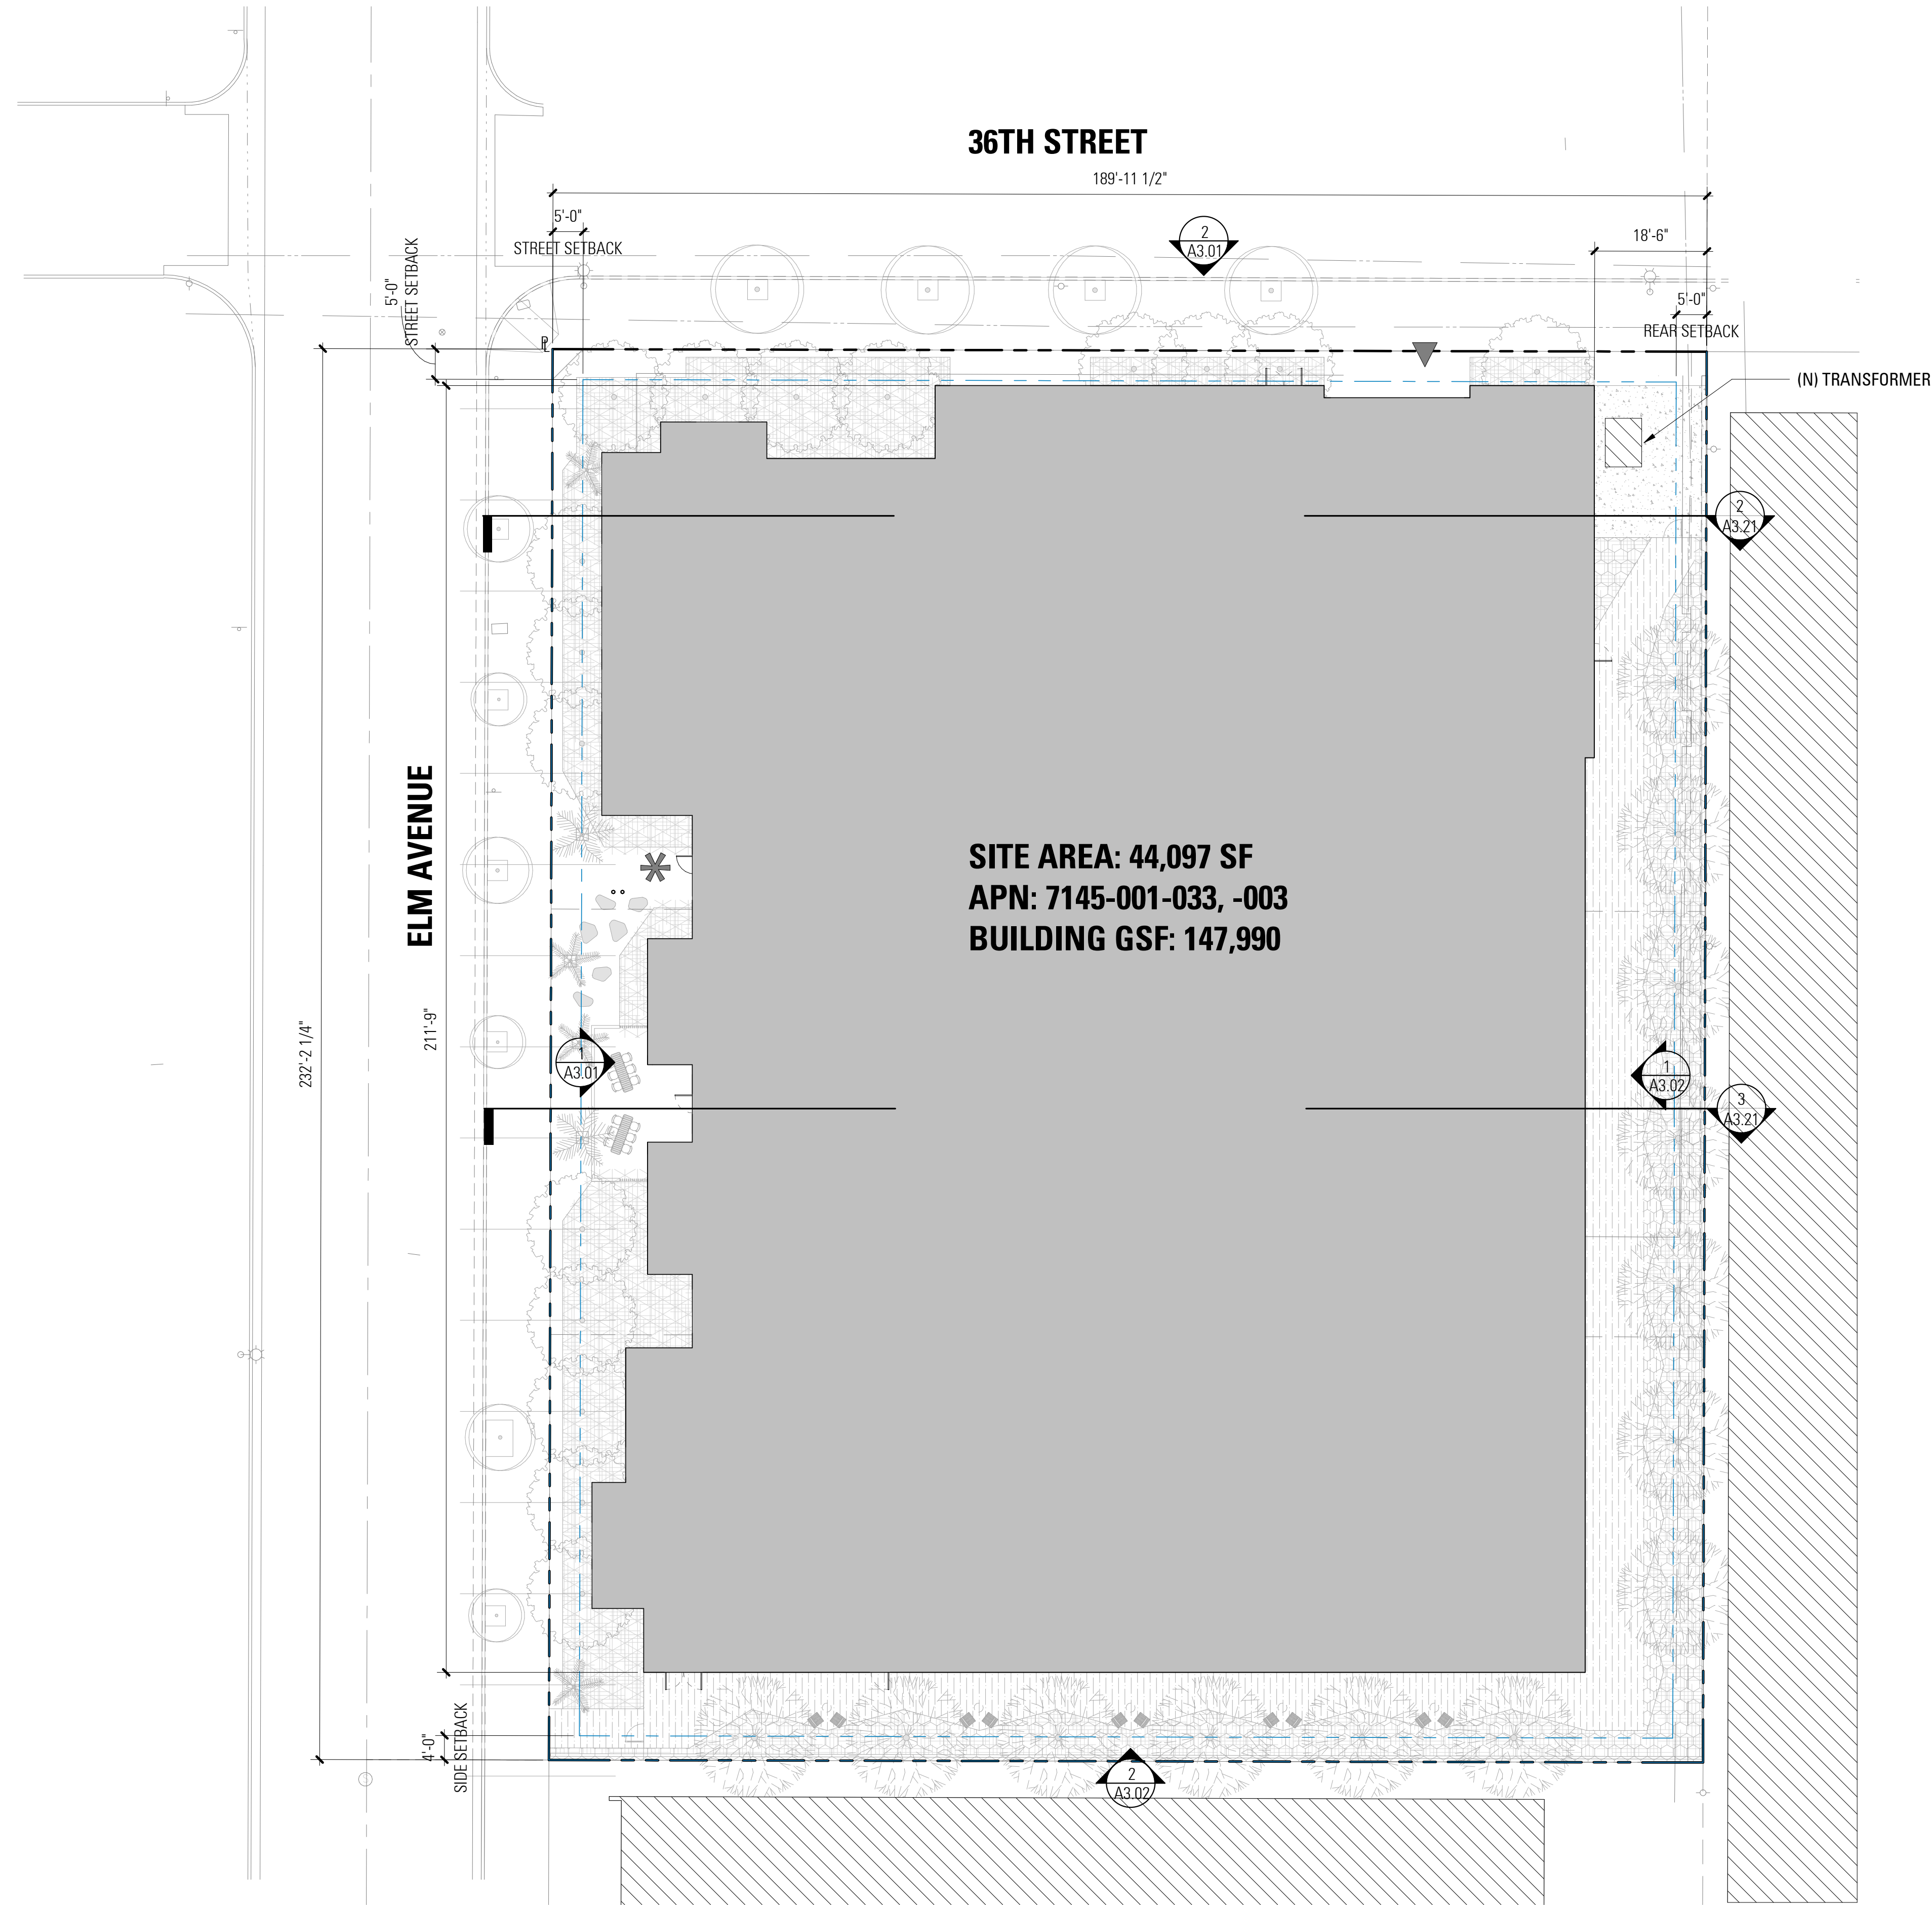 36TH STREET
189'-11 1/2"
5'-0"
STREET SETBACK
5'-0"
STREET SETBACK
2
A3.01
18'-6"
5'-0"
REAR SETBACK
PL
(N) TRANSFORMER
2
A3.21
ELM AVENUE
SITE AREA: 44,097 SF
APN: 7145-001-033, -003
BUILDING GSF: 147,990
232'-2 1/4"
211'-9"
1
A3.01
1
A3.02
3
A3.21
4'-0"
SIDE SETBACK
2
A3.02